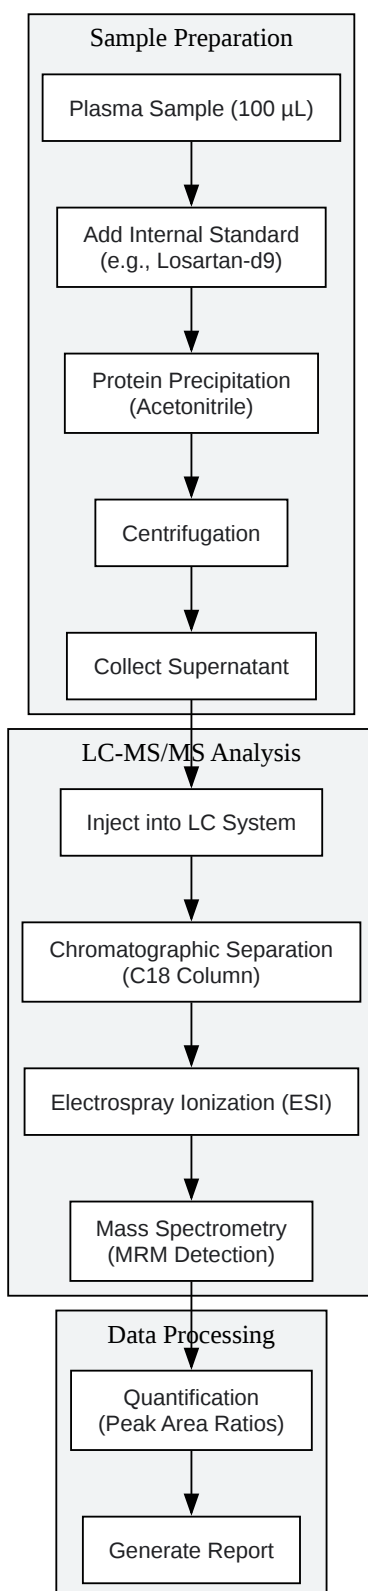 Sample Preparation
Plasma Sample (100 µL)
Add Internal Standard
(e.g., Losartan-d9)
Protein Precipitation
(Acetonitrile)
Centrifugation
Collect Supernatant
LC-MS/MS Analysis
Inject into LC System
Chromatographic Separation
(C18 Column)
Electrospray Ionization (ESI)
Mass Spectrometry
(MRM Detection)
Data Processing
Quantification
(Peak Area Ratios)
Generate Report